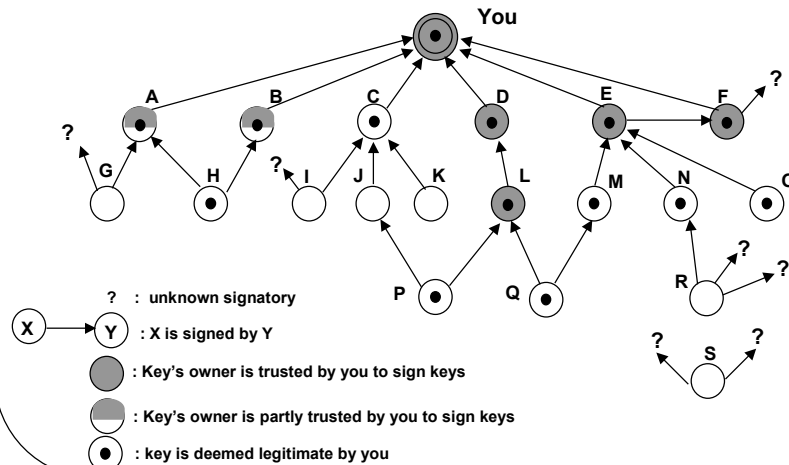 You
A B C D E F ?
?
G H I ? J K L M N O
P Q R ? ?
? : unknown signatory
X Y : X is signed by Y
? S ?
: Key's owner is trusted by you to sign keys
: Key's owner is partly trusted by you to sign keys
: key is deemed legitimate by you